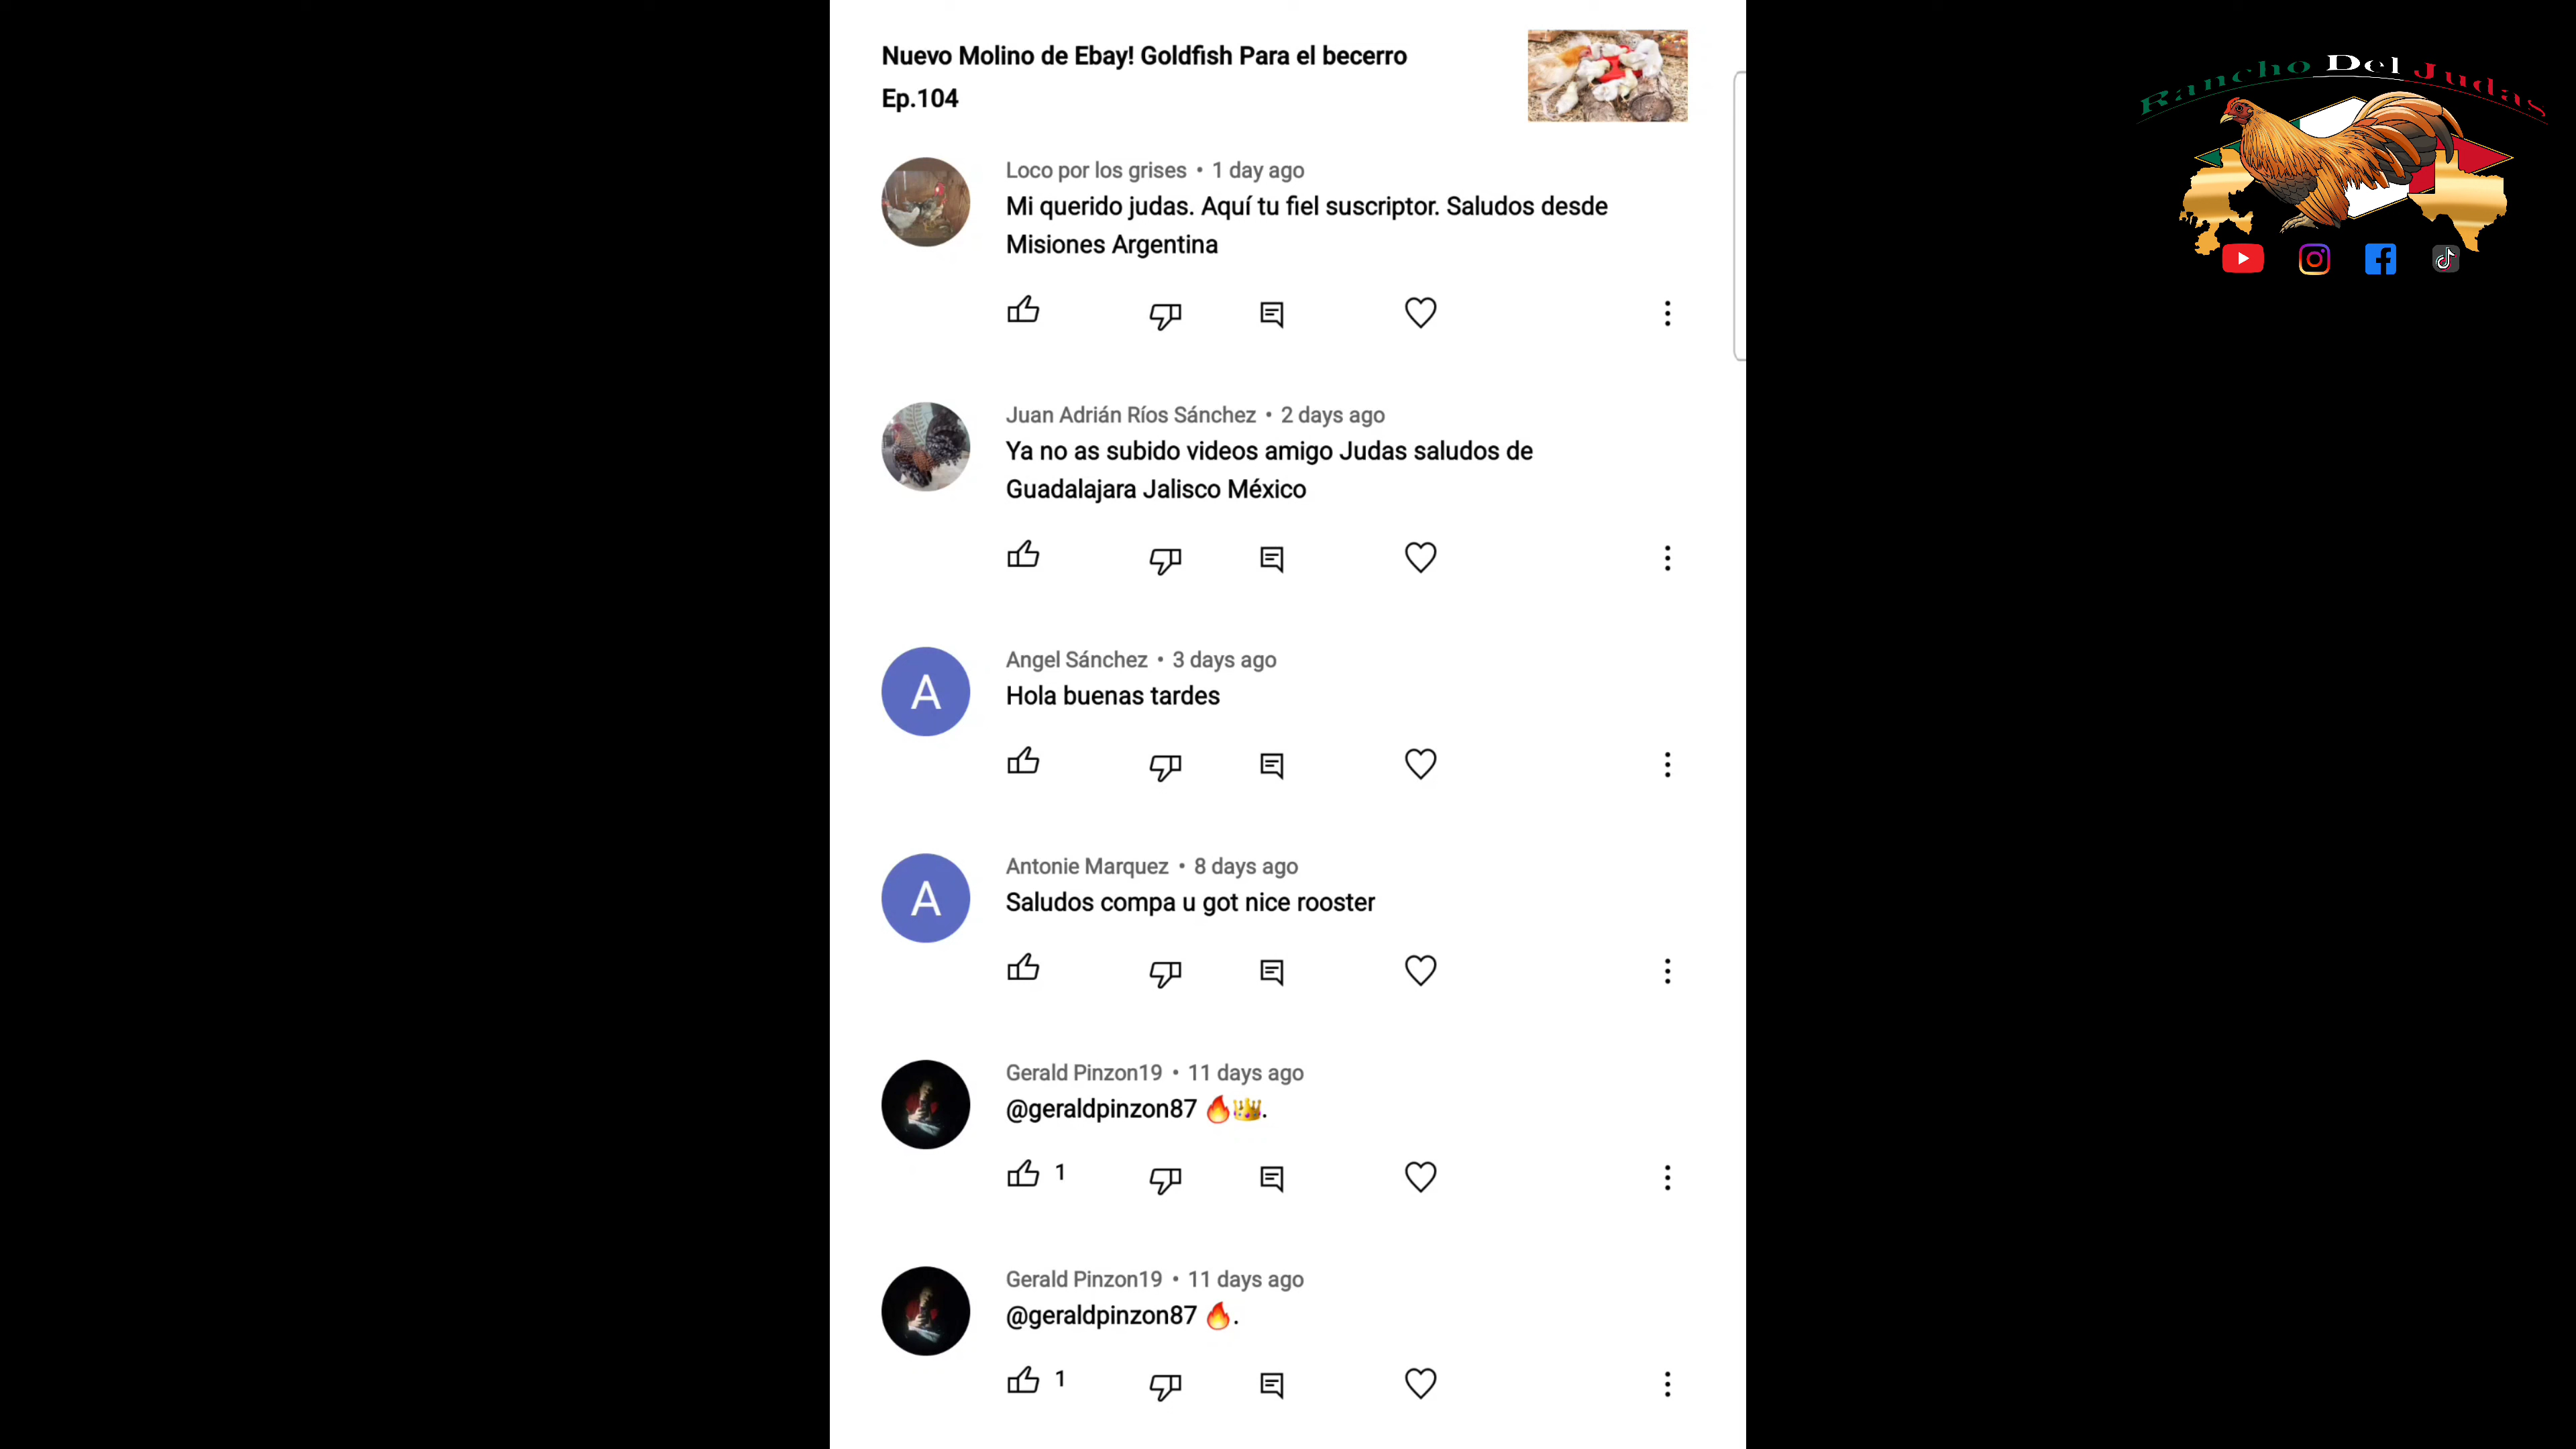 Nuevo Molino de Ebay! Goldfish Para el becerro
Ep.104
Rancho Del Judas
Loco por los grises • 1 day ago
Mi querido judas. Aquí tu fiel suscriptor. Saludos desde
Misiones Argentina
Juan Adrián Ríos Sánchez • 2 days ago
Ya no as subido videos amigo Judas saludos de
Guadalajara Jalisco México
A
Angel Sánchez • 3 days ago
Hola buenas tardes
A
Antonie Marquez • 8 days ago
Saludos compa u got nice rooster
Gerald Pinzon19 • 11 days ago
@geraldpinzon87 🔥👑.
1
Gerald Pinzon19 • 11 days ago
@geraldpinzon87 🔥.
1